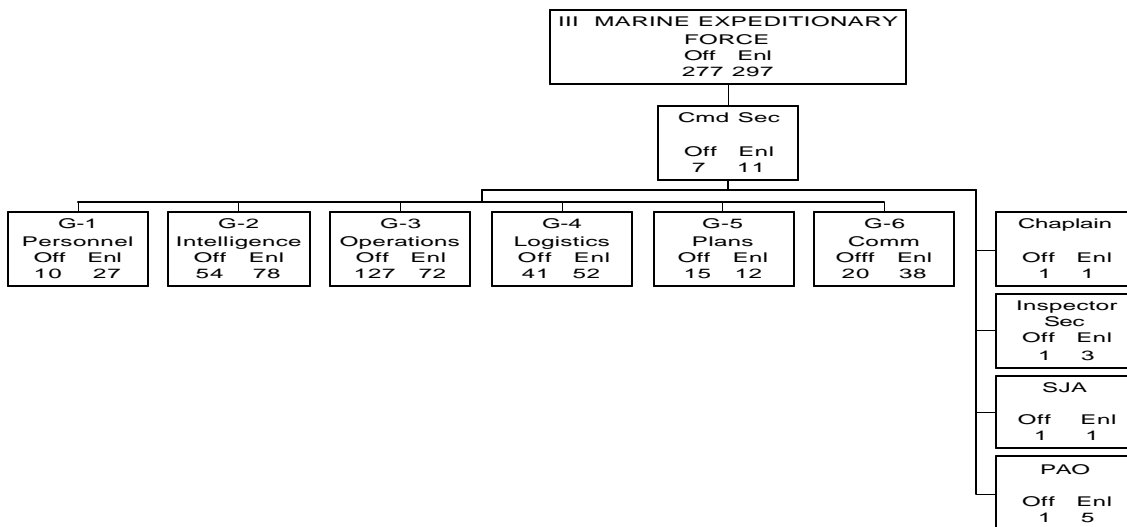 III MARINE EXPEDITIONARY
FORCE
Off Enl
277 297
Cmd Sec
Off Enl
7 11
G-1
Personnel
Off Enl
10 27
G-2
Intelligence
Off Enl
54 78
G-3
Operations
Off Enl
127 72
G-4
Logistics
Off Enl
41 52
G-5
Plans
Off Enl
15 12
G-6
Comm
Offf Enl
20 38
Chaplain
Off Enl
1 1
Inspector
Sec
Off Enl
1 3
SJA
Off Enl
1 1
PAO
Off Enl
1 5